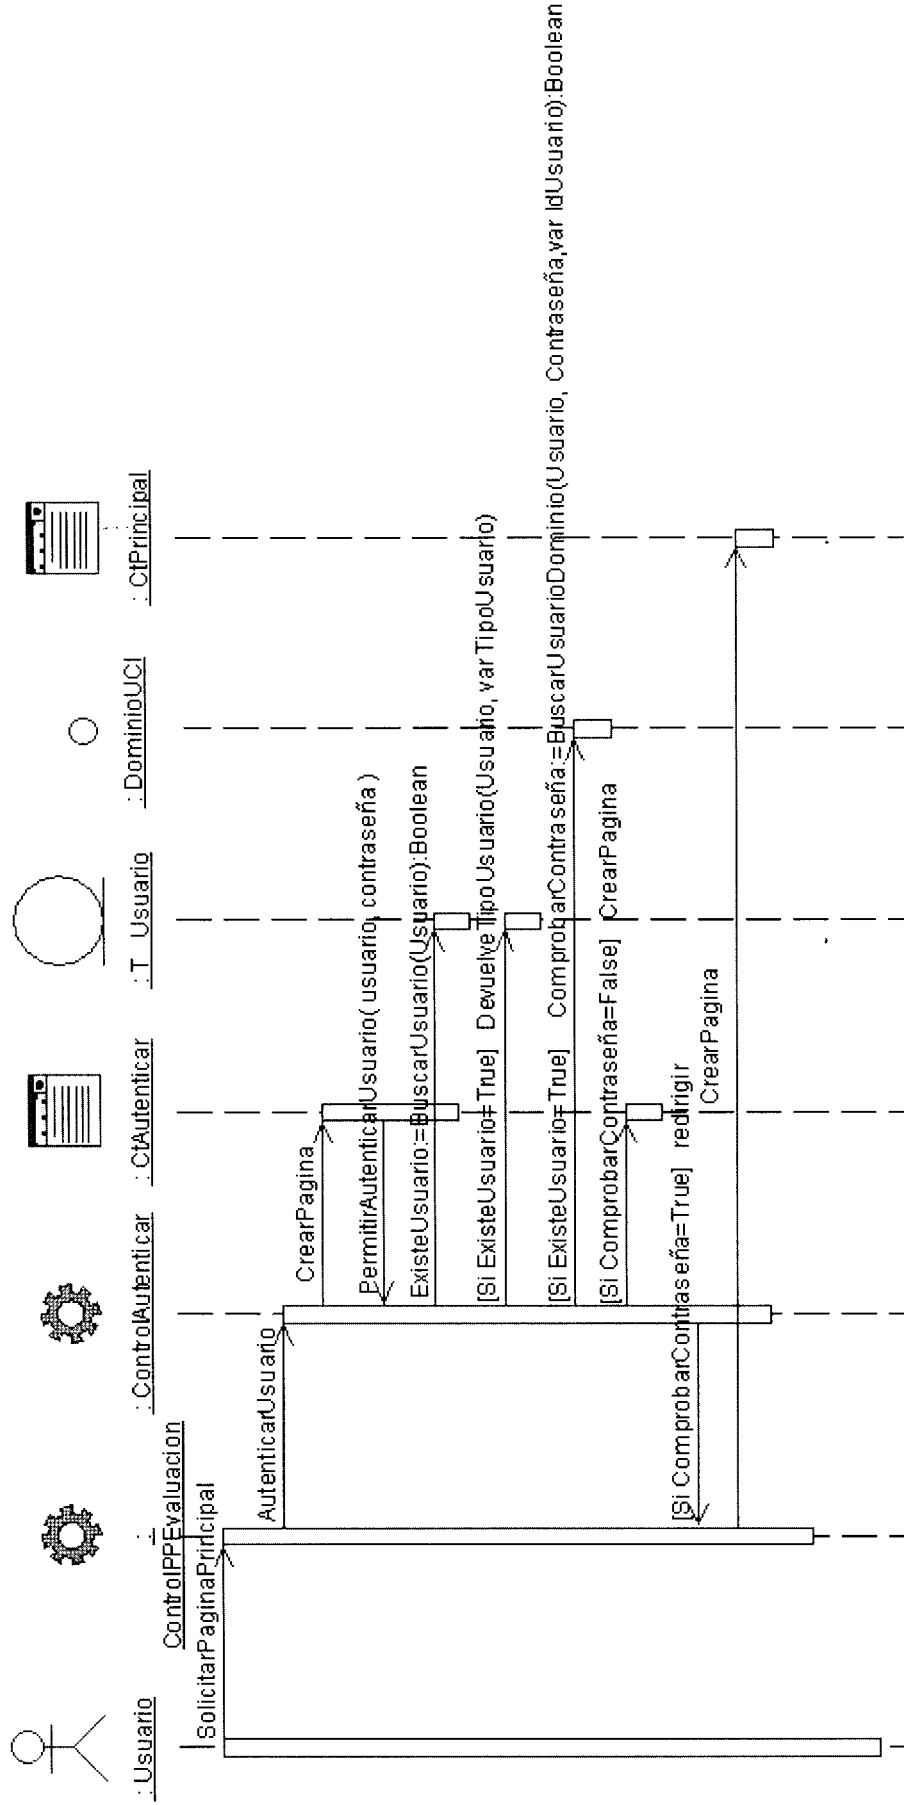 : Usuario
:
ControlPPEvaluacion
: ControlAutenticar
: CtAutenticar
: T_Usuario
: DominioUCI
: CtPrincipal
SolicitarPaginaPrincipal
AutenticarUsuario
CrearPagina
PermitirAutenticarUsuario( usuario, contraseña )
ExisteUsuario:=BuscarUsuario(Usuario):Boolean
[Si ExisteUsuario=True] DevuelveTipoUsuario(Usuario, var TipoUsuario)
[Si ExisteUsuario=True] ComprobarContraseña:=BuscarUsuarioDominio(Usuario, Contraseña,var IdUsuario):Boolean
[Si ComprobarContraseña=False] CrearPagina
[Si ComprobarContraseña=True] redirigir
CrearPagina